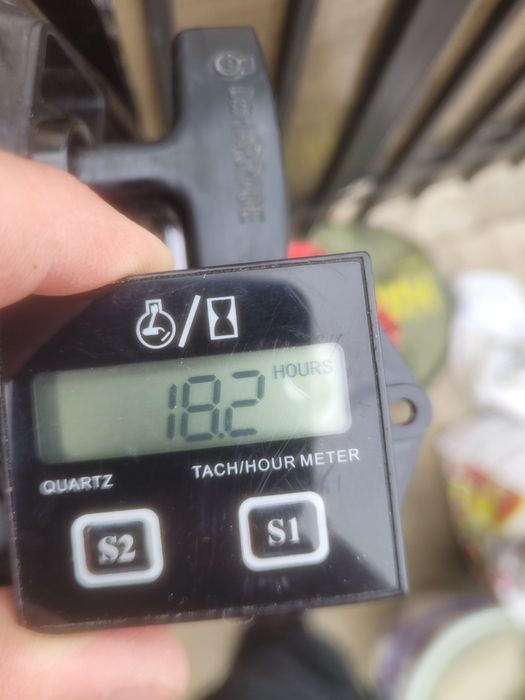 HOURS
18.2
QUARTZ
TACH/HOUR METER
S2
S1